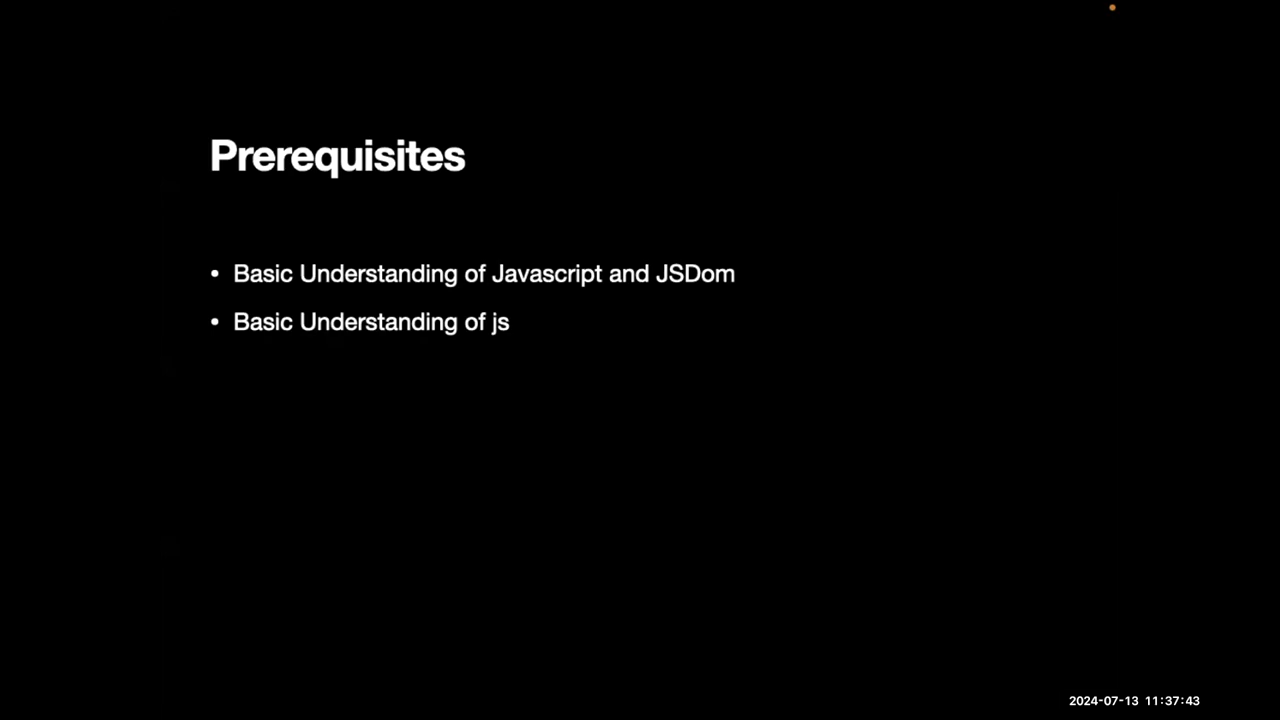 Prerequisites
• Basic Understanding of Javascript and JSDom
• Basic Understanding of js
2024-07-13 11:37:43